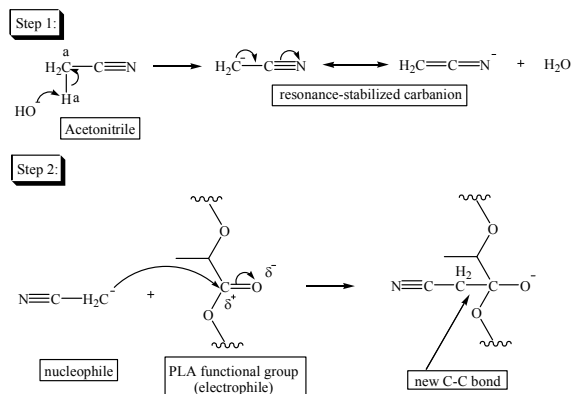 Step 1:
a
H2C C N H2C- C N H2C C N- + H2O
Ha
HO-
resonance-stabilized carbanion
Acetonitrile
Step 2:
O O
δ-
N C H2C- + C O N C H2C C O-
δ+
O O
nucleophile PLA functional group
(electrophile) new C-C bond